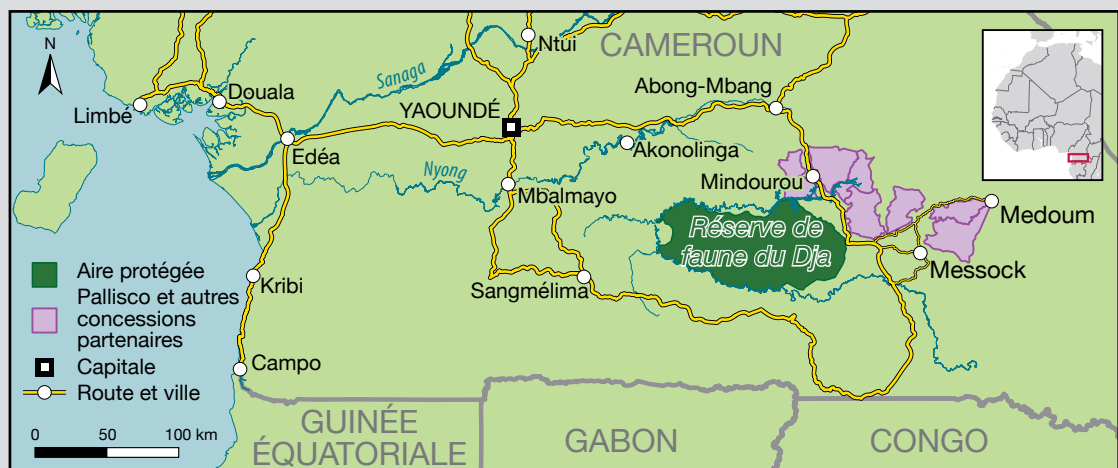 N
Ntui
CAMEROUN
Sanaga
Douala
Limbé
YAOUNDÉ
Abong-Mbang
Edéa
Akonolinga
Nyong
Mbalmayo
Mindourou
Medoum
Réserve de
faune du Dja
Messock
Sangmélima
Kribi
Campo
Aire protégée
Pallisco et autres
concessions
partenaires
Capitale
Route et ville
0 50 100 km
GUINÉE
ÉQUATORIALE
GABON
CONGO